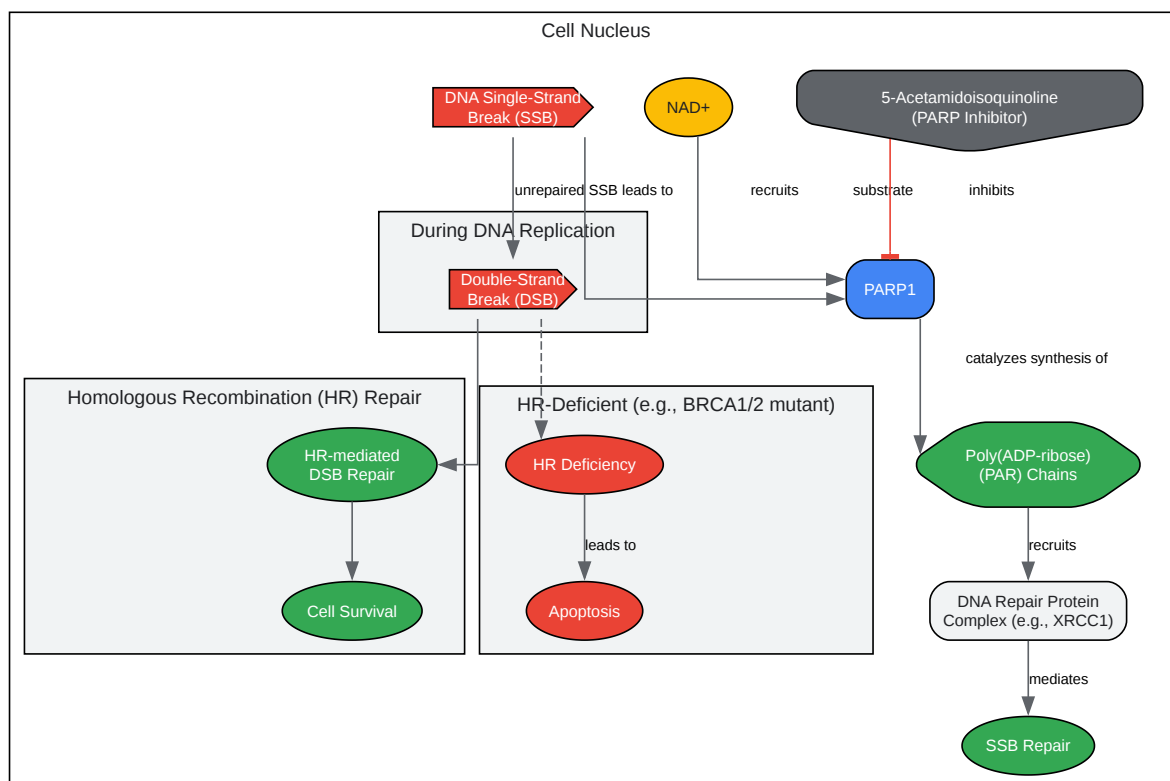 Cell Nucleus
DNA Single-Strand
Break (SSB)
NAD+
5-Acetamidoisoquinoline
(PARP Inhibitor)
unrepaired SSB leads to
recruits
substrate
inhibits
During DNA Replication
Double-Strand
Break (DSB)
PARP1
catalyzes synthesis of
Homologous Recombination (HR) Repair
HR-Deficient (e.g., BRCA1/2 mutant)
HR-mediated
DSB Repair
HR Deficiency
Poly(ADP-ribose)
(PAR) Chains
leads to
recruits
Cell Survival
Apoptosis
DNA Repair Protein
Complex (e.g., XRCC1)
mediates
SSB Repair